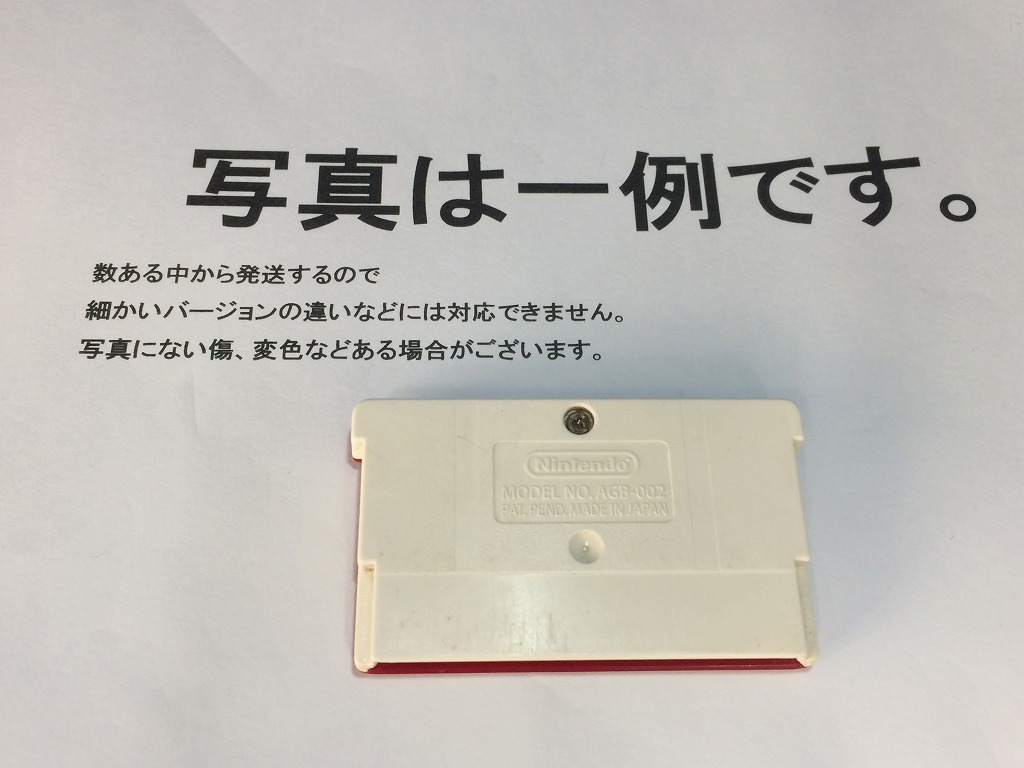 写真は一例です。
数ある中から発送するので
細かいバージョンの違いなどには対応できません。
写真にない傷、変色などある場合がございます。
Nintendo
MODEL NO. AGB-002
PAT. PEND. MADE IN JAPAN